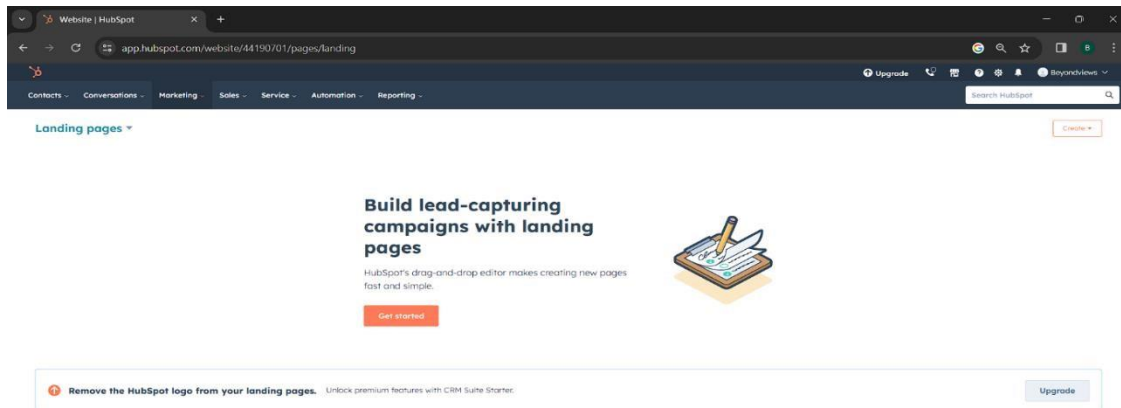 Website | HubSpot
app.hubspot.com/website/44190701/pages/landing
B
Upgrade
Beyondviews
Contacts
Conversations
Marketing
Sales
Service
Automation
Reporting
Search HubSpot
Landing pages
Create
Build lead-capturing
campaigns with landing
pages
HubSpot's drag-and-drop editor makes creating new pages
fast and simple.
Get started
Remove the HubSpot logo from your landing pages. Unlock premium features with CRM Suite Starter.
Upgrade